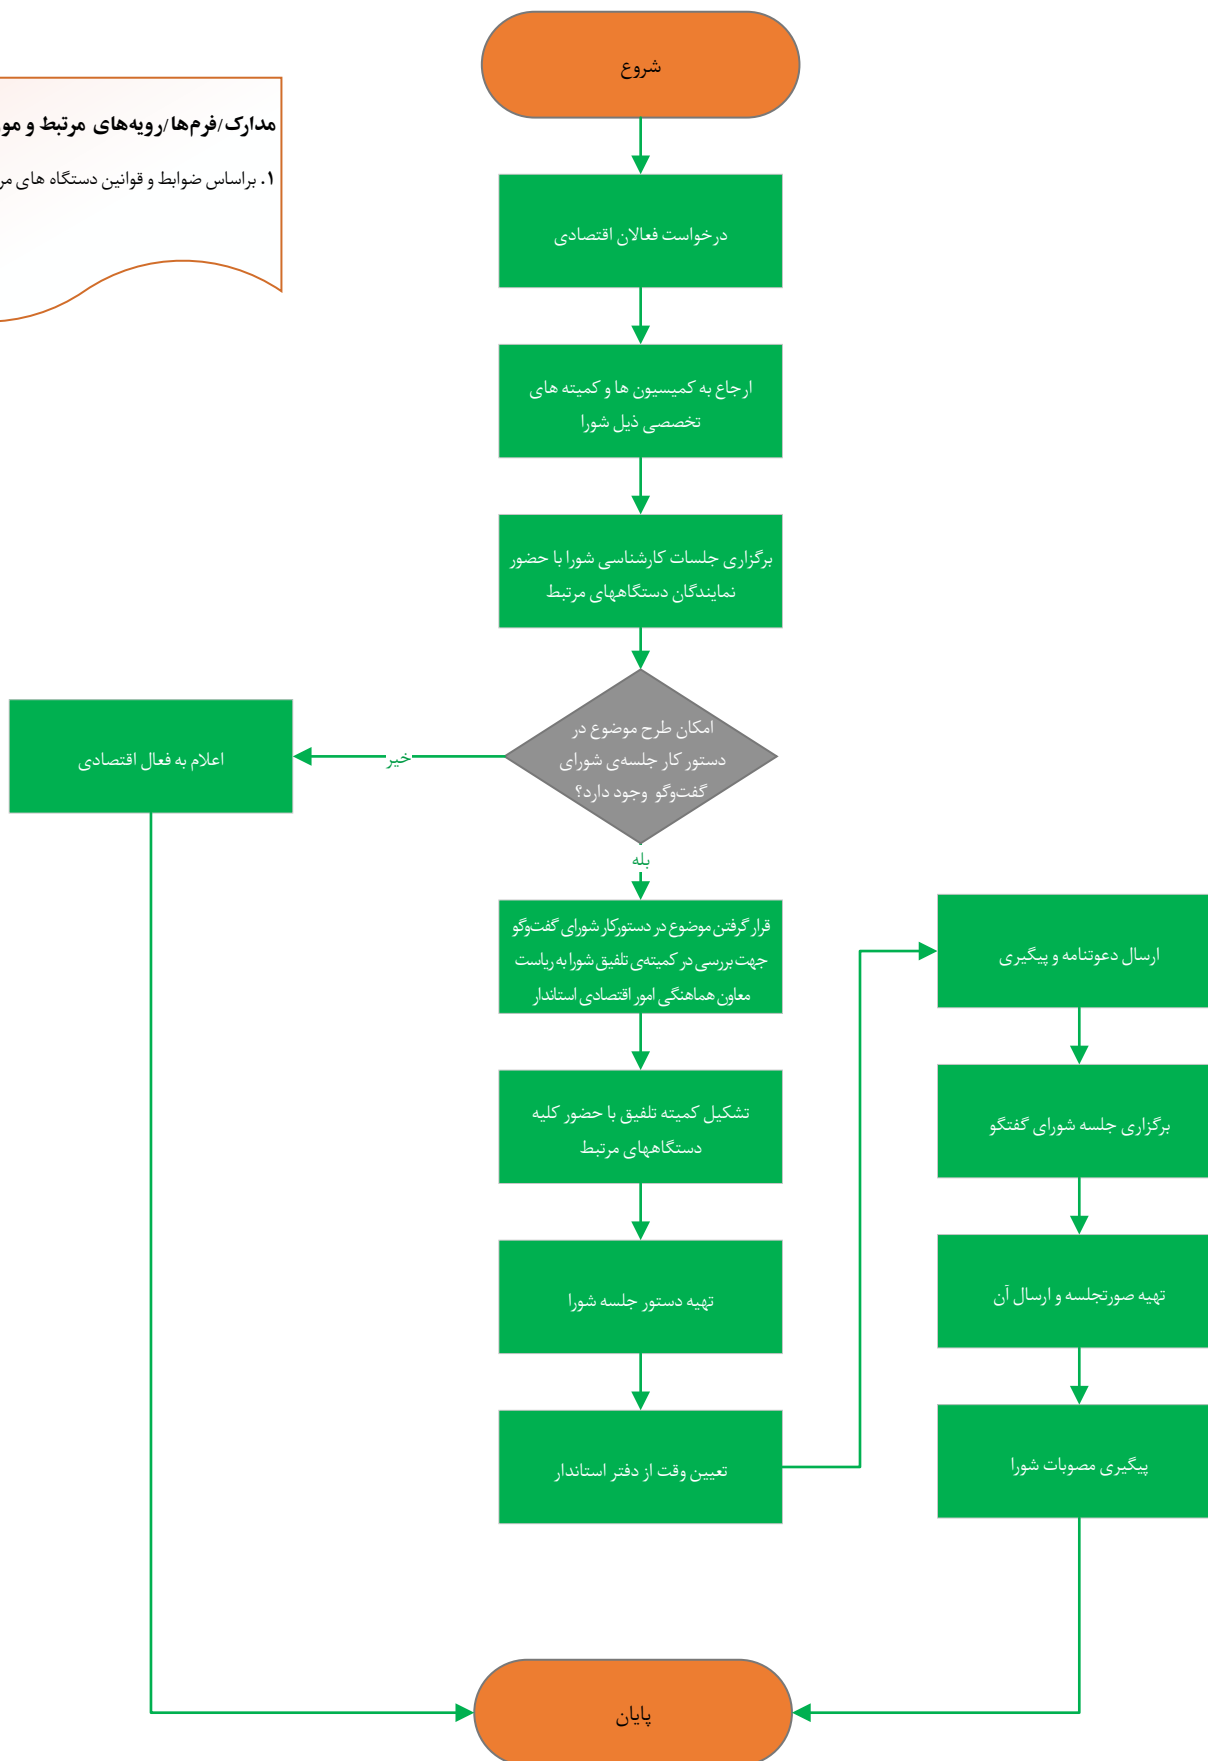 شروع
مدارک/فرم‌ها/رویه‌های مرتبط و مور
۱. براساس ضوابط و قوانین دستگاه های مر
درخواست فعالان اقتصادی
ارجاع به کمیسیون ها و کمیته های
تخصصی ذیل شورا
برگزاری جلسات کارشناسی شورا با حضور
نمایندگان دستگاههای مرتبط
امکان طرح موضوع در
دستور کار جلسه‌ی شورای
گفت‌وگو وجود دارد؟
خیر
اعلام به فعال اقتصادی
بله
قرار گرفتن موضوع در دستورکار شورای گفت‌وگو
جهت بررسی در کمیته‌ی تلفیق شورا به ریاست
معاون هماهنگی امور اقتصادی استاندار
تشکیل کمیته تلفیق با حضور کلیه
دستگاههای مرتبط
تهیه دستور جلسه شورا
تعیین وقت از دفتر استاندار
ارسال دعوتنامه و پیگیری
برگزاری جلسه شورای گفتگو
تهیه صورتجلسه و ارسال آن
پیگیری مصوبات شورا
پایان